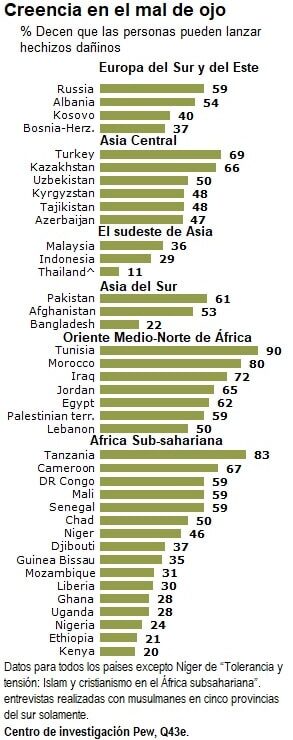 Creencia en el mal de ojo
% Decen que las personas pueden lanzar
hechizos dañinos
Europa del Sur y del Este
Russia 59
Albania 54
Kosovo 40
Bosnia-Herz. 37
Asia Central
Turkey 69
Kazakhstan 66
Uzbekistan 50
Kyrgyzstan 48
Tajikistan 48
Azerbaijan 47
El sudeste de Asia
Malaysia 36
Indonesia 29
Thailand^ 11
Asia del Sur
Pakistan 61
Afghanistan 53
Bangladesh 22
Oriente Medio-Norte de África
Tunisia 90
Morocco 80
Iraq 72
Jordan 65
Egypt 62
Palestinian terr. 59
Lebanon 50
Africa Sub-sahariana
Tanzania 83
Cameroon 67
DR Congo 59
Mali 59
Senegal 59
Chad 50
Niger 46
Djibouti 37
Guinea Bissau 35
Mozambique 31
Liberia 30
Ghana 28
Uganda 28
Nigeria 24
Ethiopia 21
Kenya 20
Datos para todos los países excepto Níger de “Tolerancia y
tensión: Islam y cristianismo en el África subsahariana”.
entrevistas realizadas con musulmanes en cinco provincias
del sur solamente.
Centro de investigación Pew, Q43e.